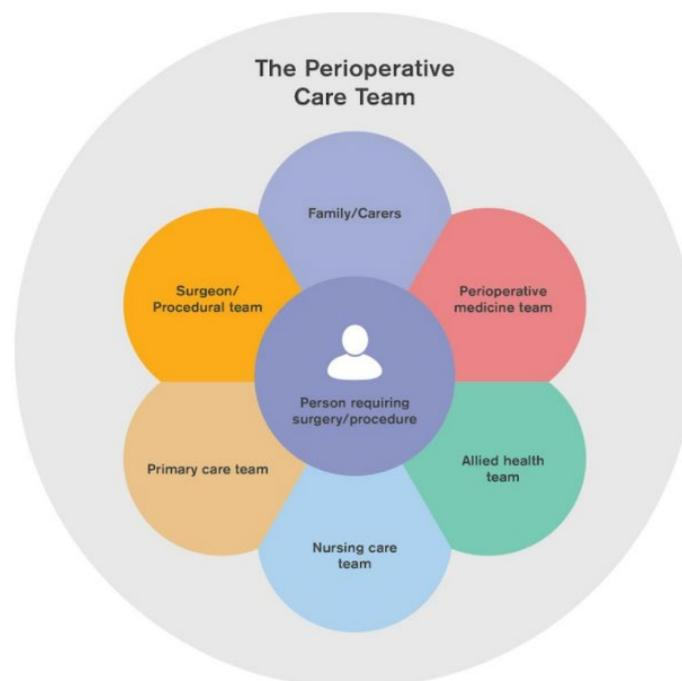 The Perioperative
Care Team
Family/Carers
Surgeon/
Procedural team
Perioperative
medicine team
Person requiring
surgery/procedure
Primary care team
Allied health
team
Nursing care
team